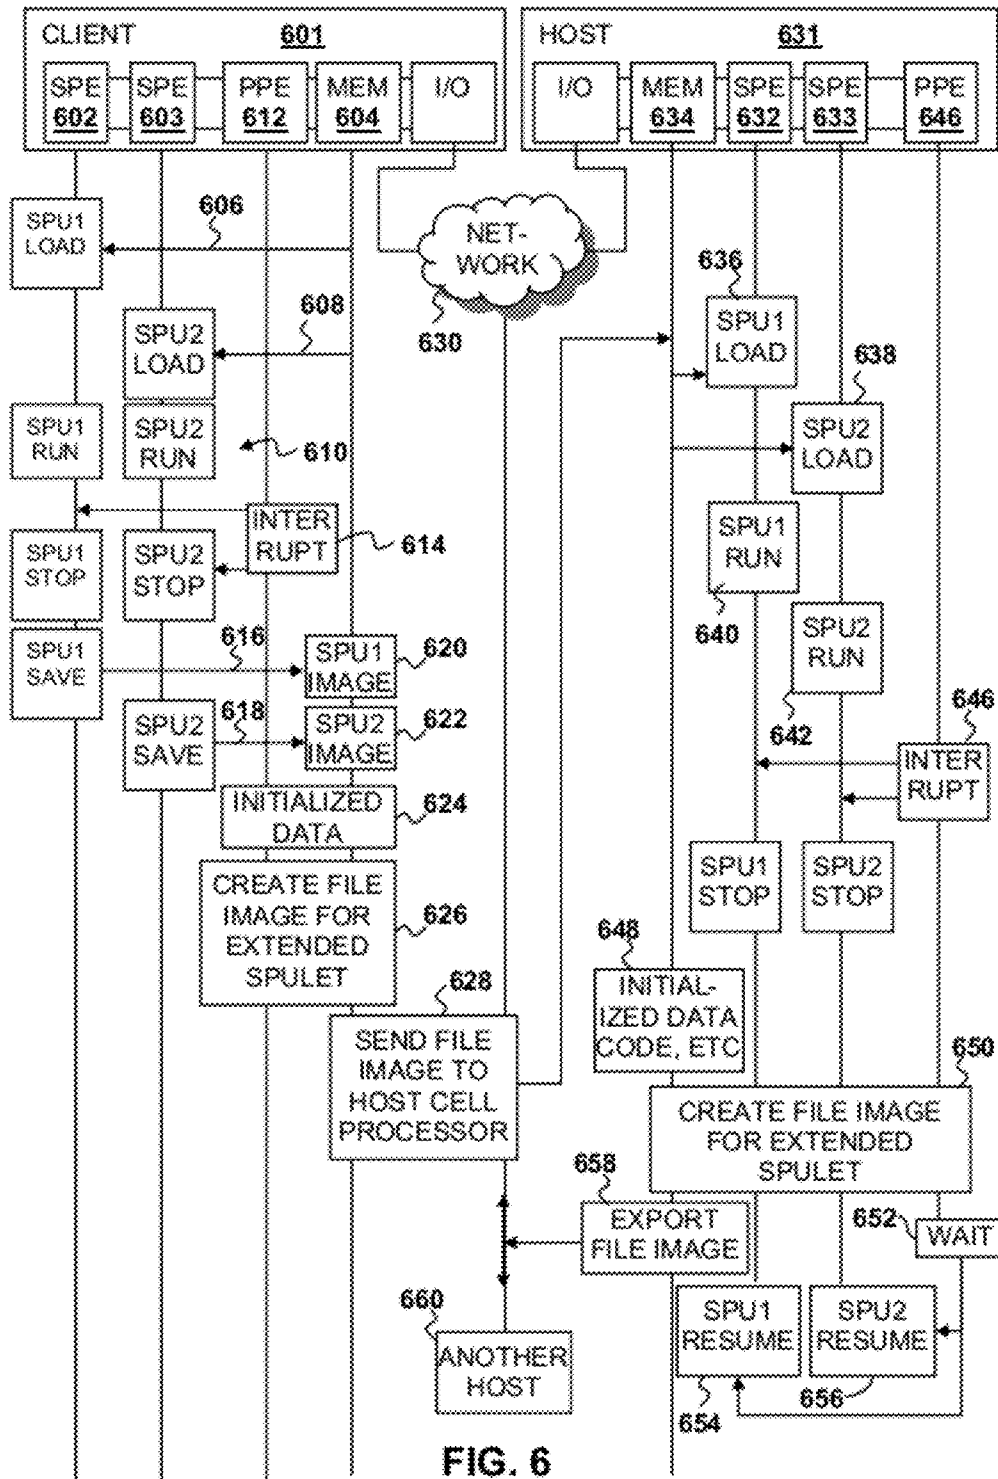 CLIENT 601
SPE
602
SPE
603
PPE
612
MEM
604
I/O
HOST 631
I/O
MEM
634
SPE
632
SPE
633
PPE
646
SPU1
LOAD
606
NET-
WORK
630
636
SPU1
LOAD
SPU2
LOAD
608
638
SPU2
LOAD
SPU1
RUN
SPU2
RUN
610
INTER
RUPT
614
SPU1
RUN
640
SPU1
STOP
SPU2
STOP
SPU2
RUN
642
SPU1
SAVE
616
SPU1
IMAGE
620
SPU2
SAVE
618
SPU2
IMAGE
622
646
INTER
RUPT
INITIALIZED
DATA
624
SPU1
STOP
SPU2
STOP
CREATE FILE
IMAGE FOR
EXTENDED
SPULET
626
648
INITIAL-
IZED DATA
CODE, ETC
628
SEND FILE
IMAGE TO
HOST CELL
PROCESSOR
650
CREATE FILE IMAGE
FOR EXTENDED
SPULET
658
EXPORT
FILE IMAGE
652
WAIT
660
ANOTHER
HOST
SPU1
RESUME
654
SPU2
RESUME
656
FIG. 6